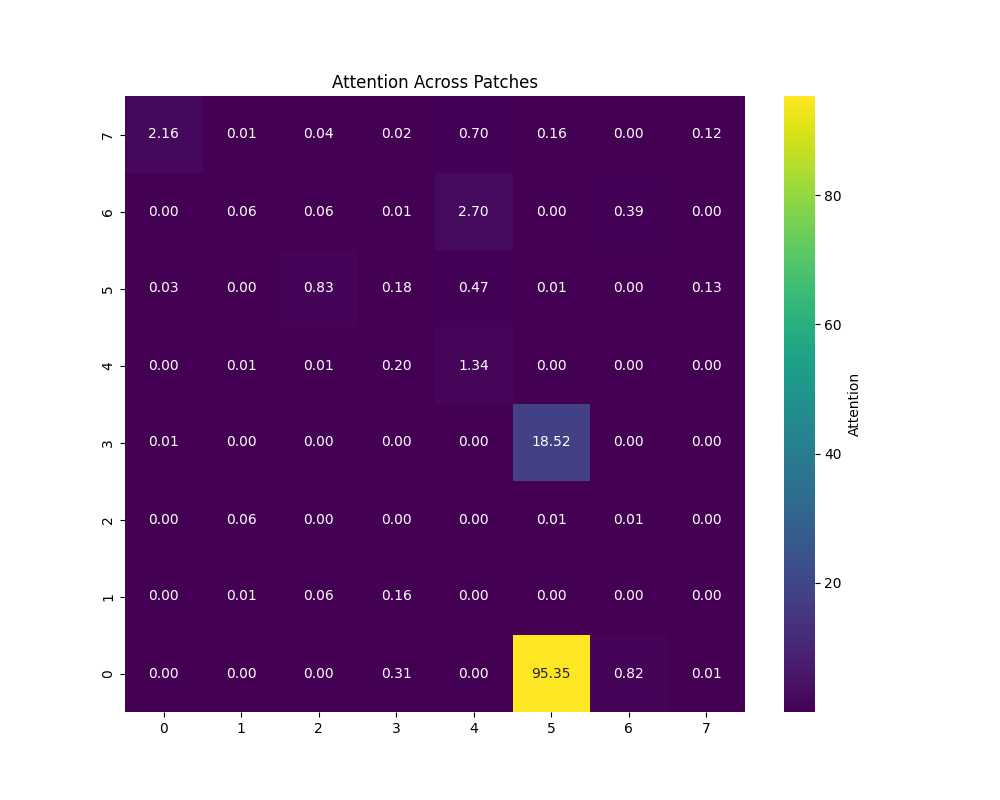 Attention Across Patches
7 2.16 0.01 0.04 0.02 0.70 0.16 0.00 0.12
6 0.00 0.06 0.06 0.01 2.70 0.00 0.39 0.00
5 0.03 0.00 0.83 0.18 0.47 0.01 0.00 0.13
4 0.00 0.01 0.01 0.20 1.34 0.00 0.00 0.00
3 0.01 0.00 0.00 0.00 0.00 18.52 0.00 0.00
2 0.00 0.06 0.00 0.00 0.00 0.01 0.01 0.00
1 0.00 0.01 0.06 0.16 0.00 0.00 0.00 0.00
0 0.00 0.00 0.00 0.31 0.00 95.35 0.82 0.01
0 1 2 3 4 5 6 7
80
60
40
20
Attention